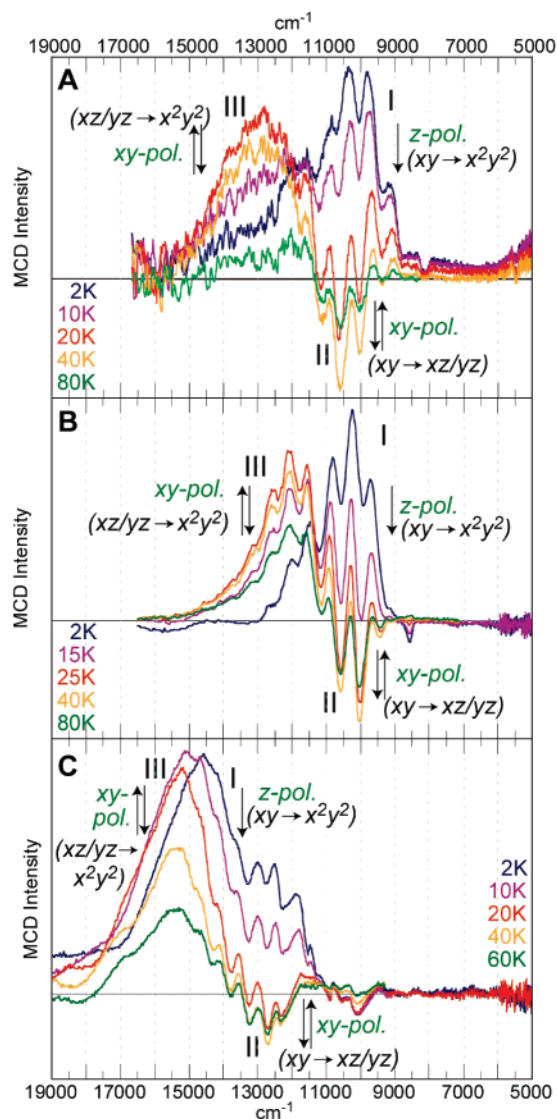 cm⁻¹
19000 17000 15000 13000 11000 9000 7000 5000
A
MCD Intensity
III
(xz/yz → x²y²)
xy-pol.
I
z-pol.
(xy → x²y²)
2K
10K
20K
40K
80K
II
xy-pol.
(xy → xz/yz)
B
MCD Intensity
III
xy-pol.
(xz/yz → x²y²)
I
z-pol.
(xy → x²y²)
2K
15K
25K
40K
80K
II
xy-pol.
(xy → xz/yz)
C
MCD Intensity
III
xy-
pol.
(xz/yz→
x²y²)
I
z-pol.
(xy → x²y²)
2K
10K
20K
40K
60K
II
xy-pol.
(xy → xz/yz)
19000 17000 15000 13000 11000 9000 7000 5000
cm⁻¹